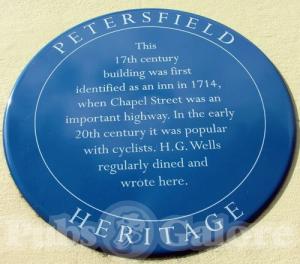 PETERSFIELD
This
17th century
building was first
identified as an inn in 1714,
when Chapel Street was an
important highway. In the early
20th century it was popular
with cyclists. H.G. Wells
regularly dined and
wrote here.
HERITAGE
Pubs Galore